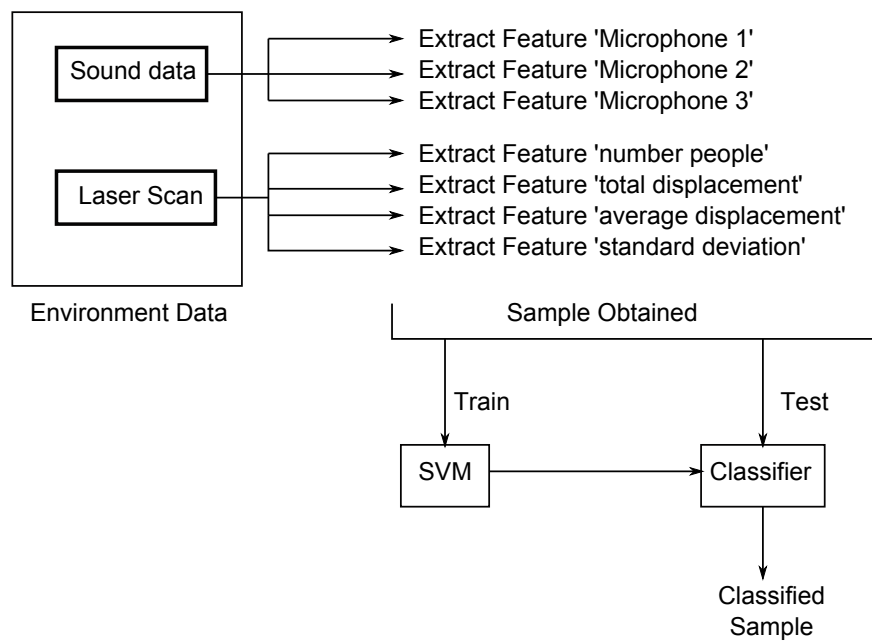 Sound data
Extract Feature 'Microphone 1'
Extract Feature 'Microphone 2'
Extract Feature 'Microphone 3'
Laser Scan
Extract Feature 'number people'
Extract Feature 'total displacement'
Extract Feature 'average displacement'
Extract Feature 'standard deviation'
Environment Data
Sample Obtained
Train
Test
SVM
Classifier
Classified
Sample